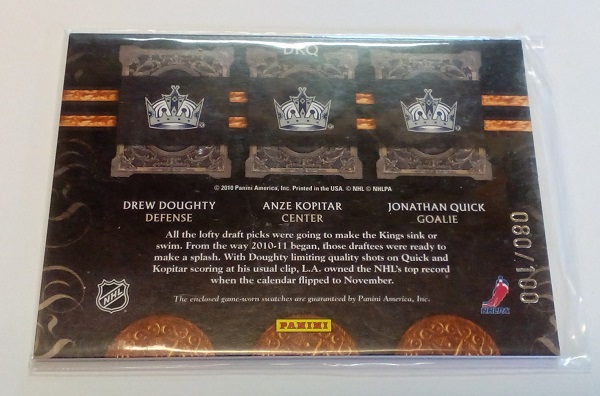 DRQ
© 2010 Panini America, Inc. Printed in the USA. © NHL © NHLPA
DREW DOUGHTY
DEFENSE
ANZE KOPITAR
CENTER
JONATHAN QUICK
GOALIE
All the lofty draft picks were going to make the Kings sink or
swim. From the way 2010-11 began, those draftees were ready to
make a splash. With Doughty limiting quality shots on Quick and
Kopitar scoring at his usual clip, L.A. owned the NHL's top record
when the calendar flipped to November.
The enclosed game-worn swatches are guaranteed by Panini America, Inc.
080/100
NHL
PANINI
NHLPA